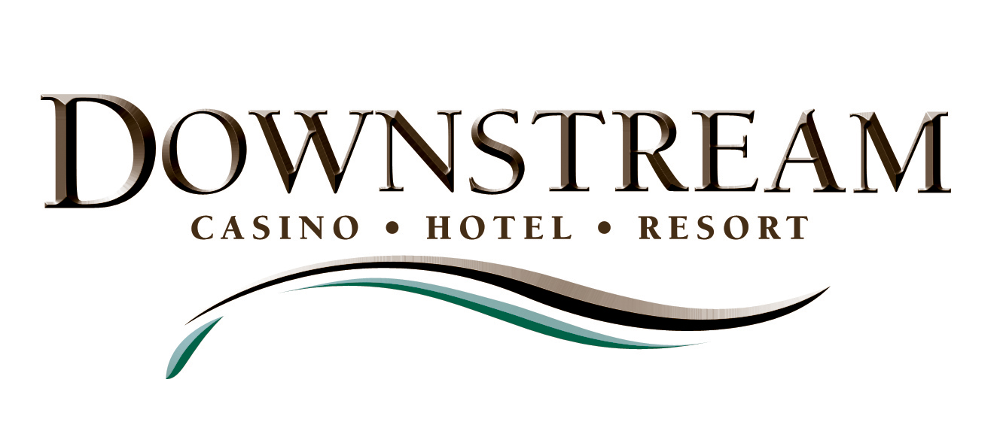 DOWNSTREAM
CASINO • HOTEL • RESORT